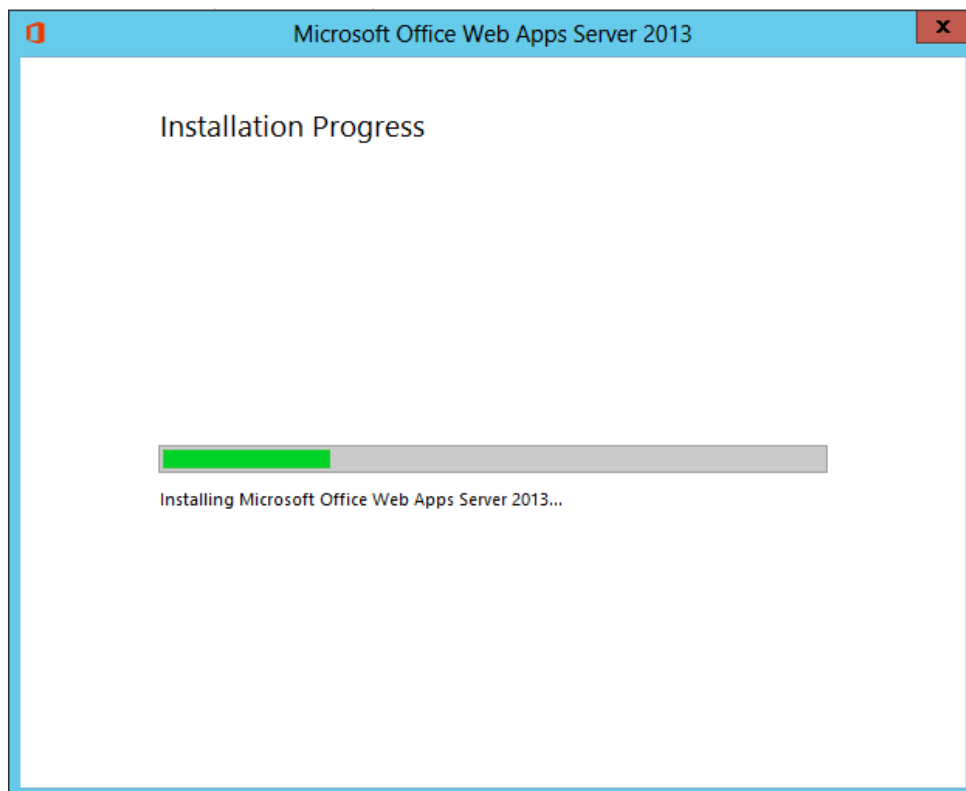 Microsoft Office Web Apps Server 2013
x
Installation Progress
Installing Microsoft Office Web Apps Server 2013...